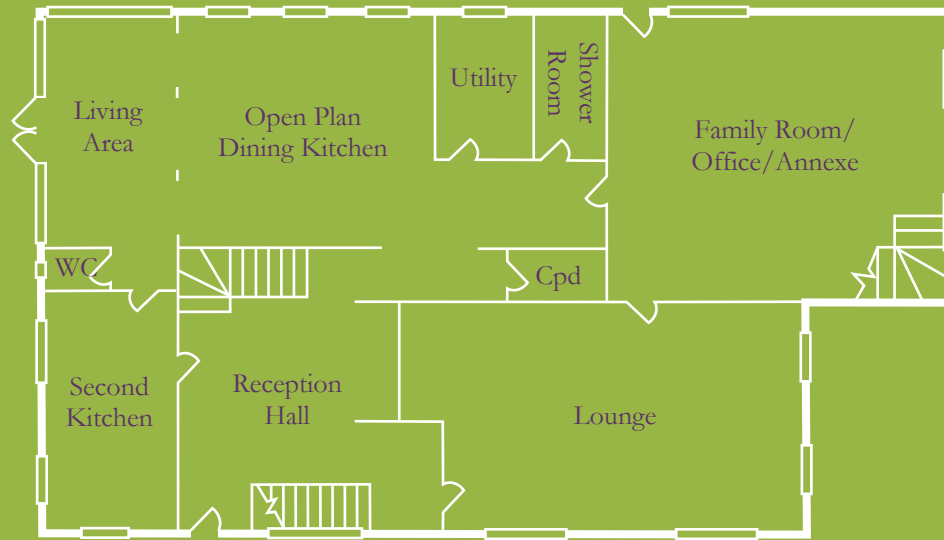 Living
Area
Open Plan
Dining Kitchen
Utility
Shower
Room
Family Room/
Office/Annexe
WC
Cpd
Second
Kitchen
Reception
Hall
Lounge